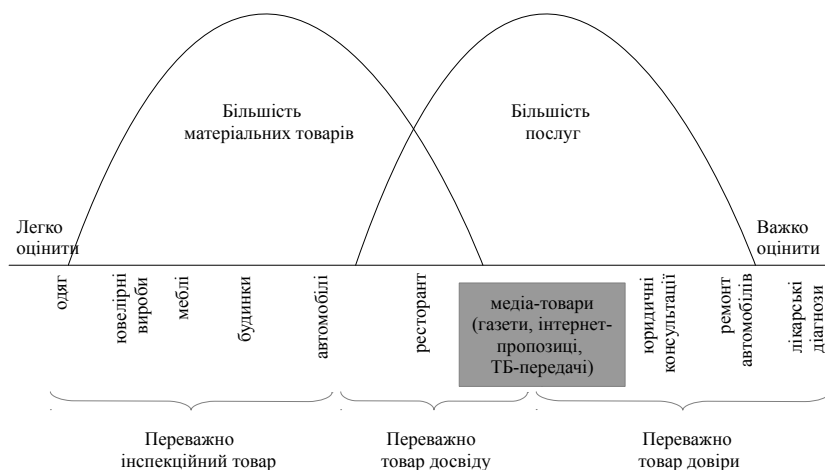 Більшість
матеріальних товарів
Більшість
послуг
Легко
оцінити
Важко
оцінити
одяг
ювелірні
вироби
меблі
будинки
автомобілі
ресторант
медіа-товари
(газети, інтернет-
пропозиці,
ТБ-передачі)
юридичні
консультації
ремонт
автомобілів
лікарські
діагнози
Переважно
інспекційний товар
Переважно
товар досвіду
Переважно
товар довіри